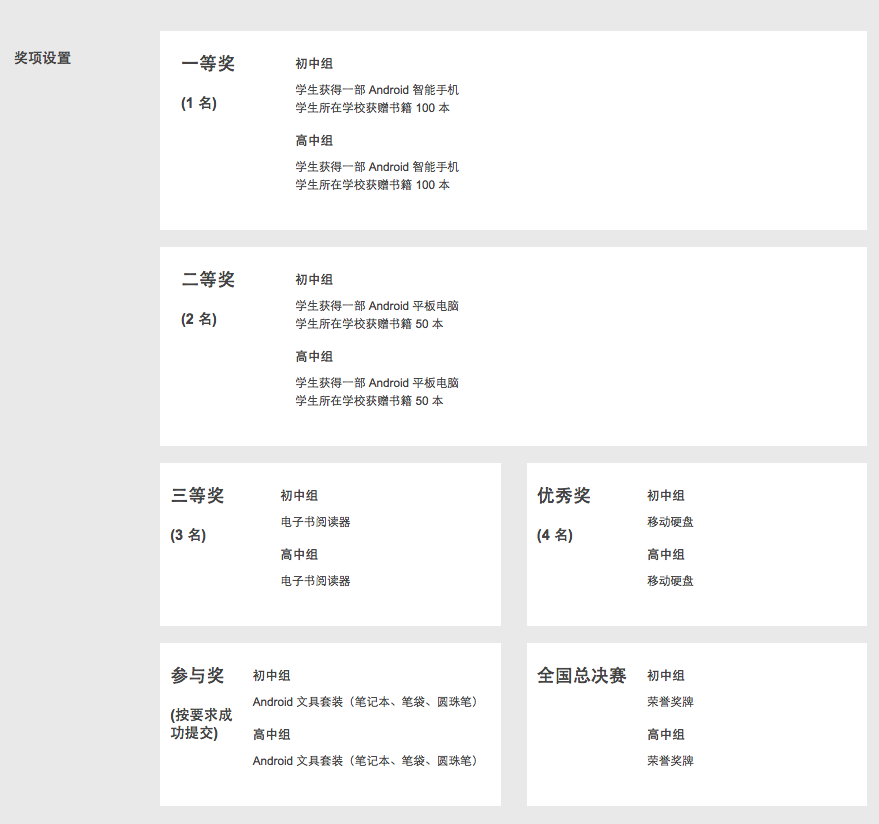 奖项设置
一等奖
(1 名)
初中组
学生获得一部 Android 智能手机
学生所在学校获赠书籍 100 本
高中组
学生获得一部 Android 智能手机
学生所在学校获赠书籍 100 本
二等奖
(2 名)
初中组
学生获得一部 Android 平板电脑
学生所在学校获赠书籍 50 本
高中组
学生获得一部 Android 平板电脑
学生所在学校获赠书籍 50 本
三等奖
(3 名)
初中组
电子书阅读器
高中组
电子书阅读器
优秀奖
(4 名)
初中组
移动硬盘
高中组
移动硬盘
参与奖
(按要求成
功提交)
初中组
Android 文具套装（笔记本、笔袋、圆珠笔）
高中组
Android 文具套装（笔记本、笔袋、圆珠笔）
全国总决赛
初中组
荣誉奖牌
高中组
荣誉奖牌